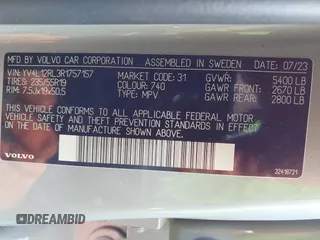 MFD. BY VOLVO CAR CORPORATION ASSEMBLED IN SWEDEN DATE: 07/23
VIN: YV4L12RL3R1757157 MARKET CODE: 31 GVWR: 5400 LB
TIRES: 235/55R19 COLOUR: 740 GAWR FRONT: 2670 LB
RIMS: 7.5Jx19x50.5 TYPE: MPV GAWR REAR: 2800 LB
THIS VEHICLE CONFORMS TO ALL APPLICABLE FEDERAL MOTOR
VEHICLE SAFETY AND THEFT PREVENTION STANDARDS IN EFFECT
ON THE DATE OF MANUFACTURE SHOWN ABOVE.
VOLVO
32418721
DREAMBID